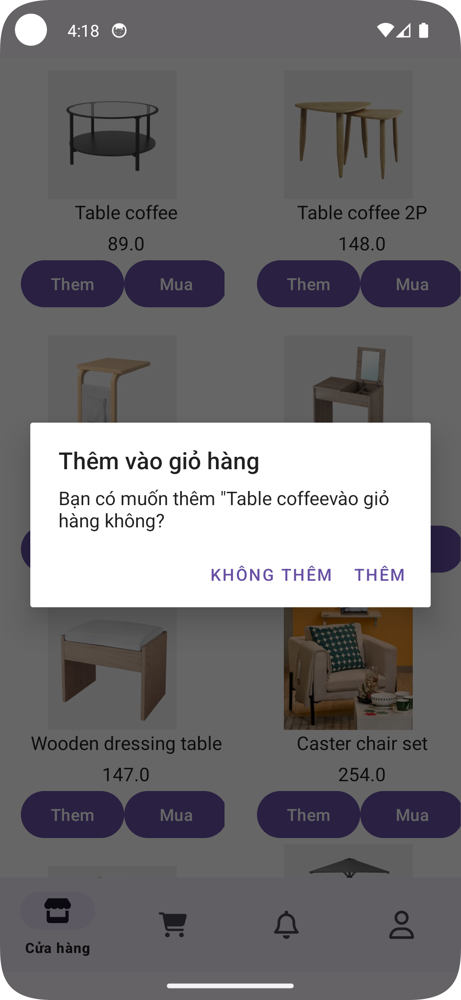 4:18
Table coffee
Table coffee 2P
89.0
148.0
Them
Mua
Them
Mua
Thêm vào giỏ hàng
Bạn có muốn thêm "Table coffeevào giỏ
hàng không?
KHÔNG THÊM
THÊM
Wooden dressing table
Caster chair set
147.0
254.0
Them
Mua
Them
Mua
Cửa hàng